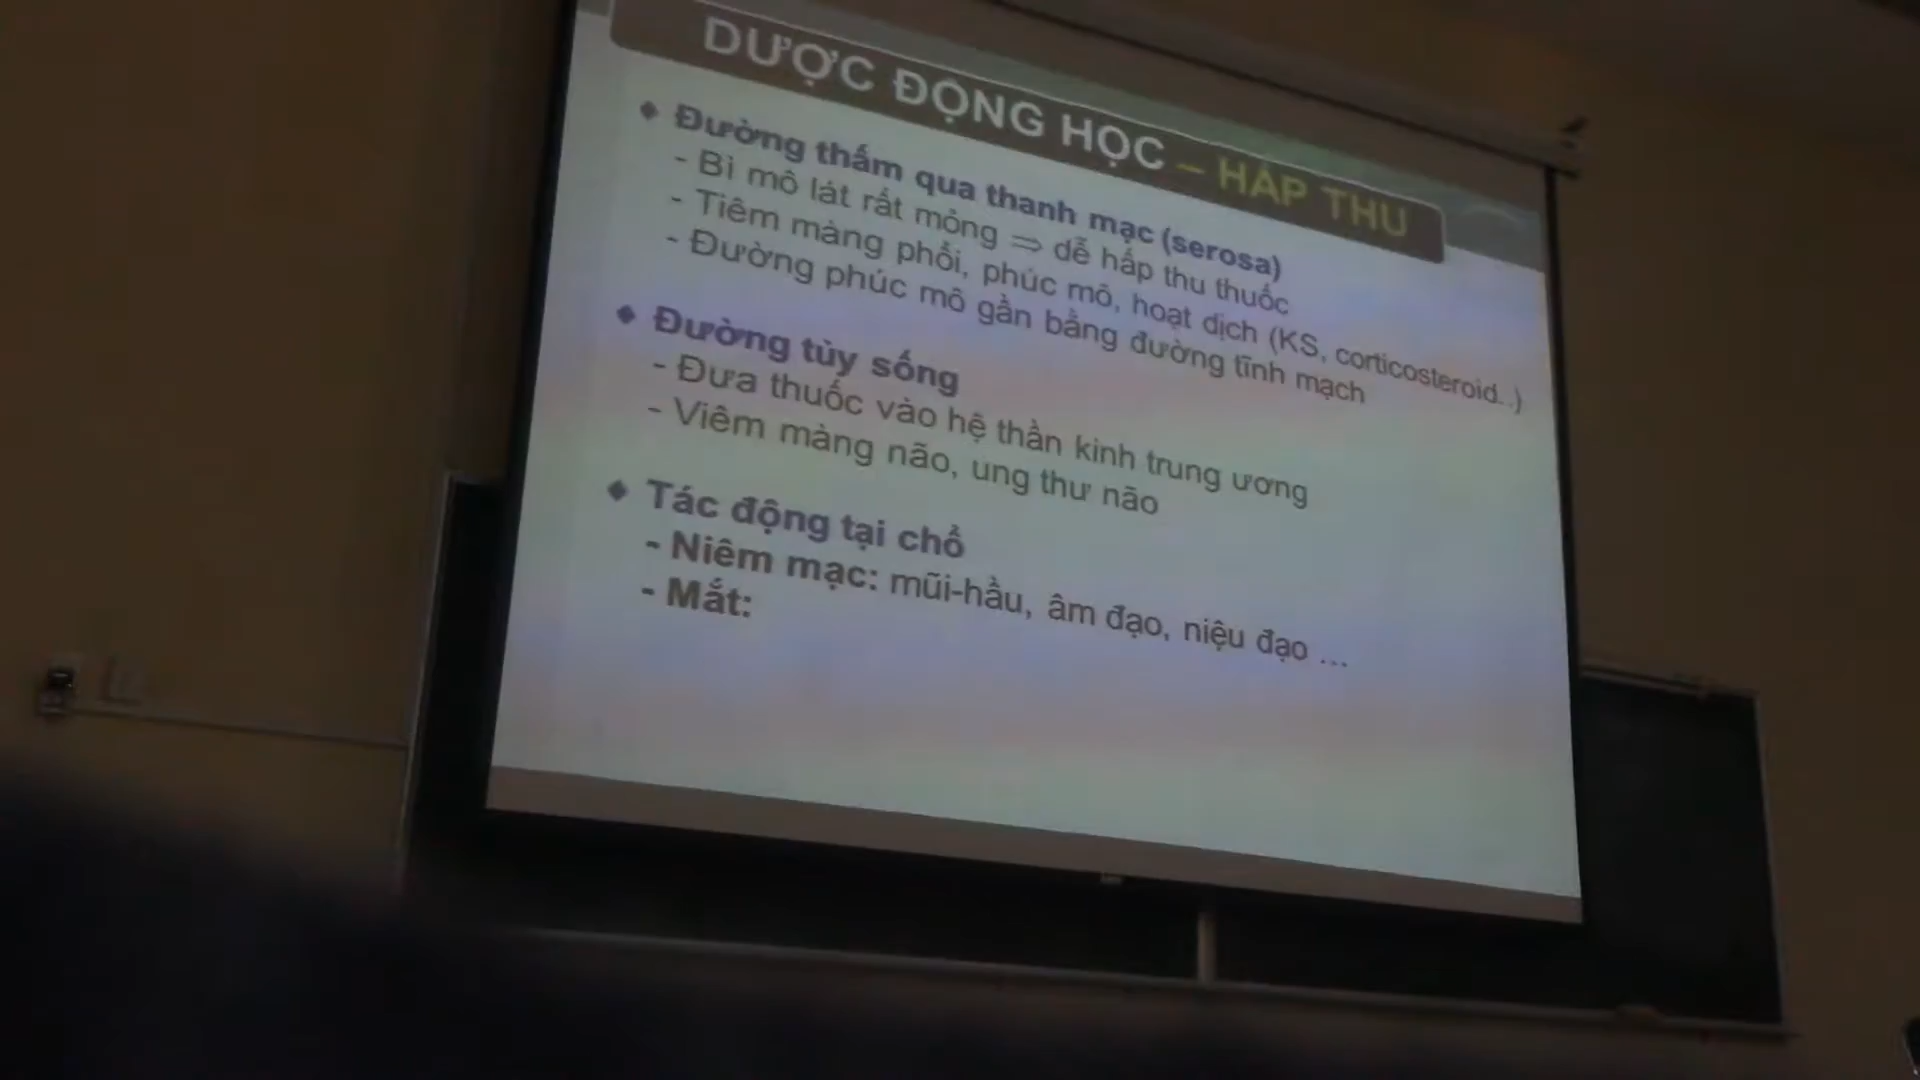 DƯỢC ĐỘNG HỌC – HẤP THU
Đường thấm qua thanh mạc (serosa)
- Bì mô lát rất mỏng ⇒ dễ hấp thu thuốc
- Tiêm màng phổi, phúc mô, hoạt dịch (KS, corticosteroid..)
- Đường phúc mô gần bằng đường tĩnh mạch
Đường tủy sống
- Đưa thuốc vào hệ thần kinh trung ương
- Viêm màng não, ung thư não
Tác động tại chổ
- Niêm mạc: mũi-hầu, âm đạo, niệu đạo ...
- Mắt: